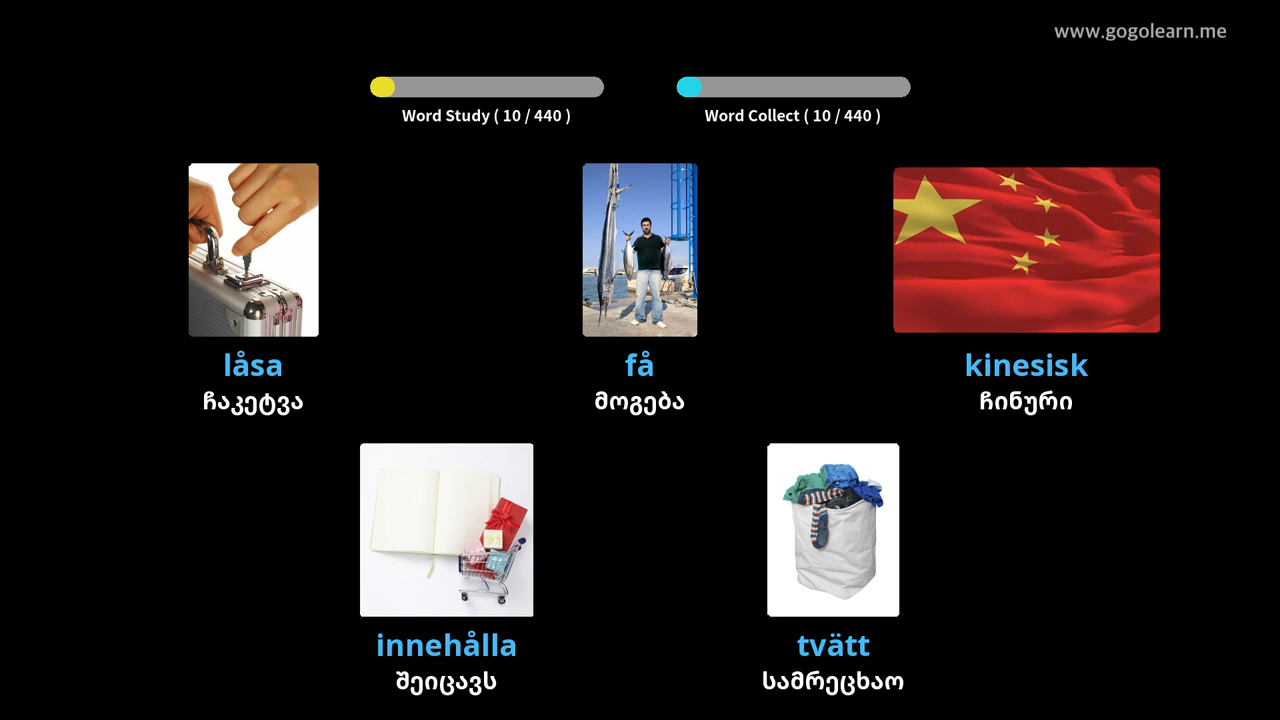 www.gogolearn.me
Word Study ( 10 / 440 )
Word Collect ( 10 / 440 )
låsa
ჩაკეტვა
få
მოგება
kinesisk
ჩინური
innehålla
შეიცავს
tvätt
სამრეცხაო